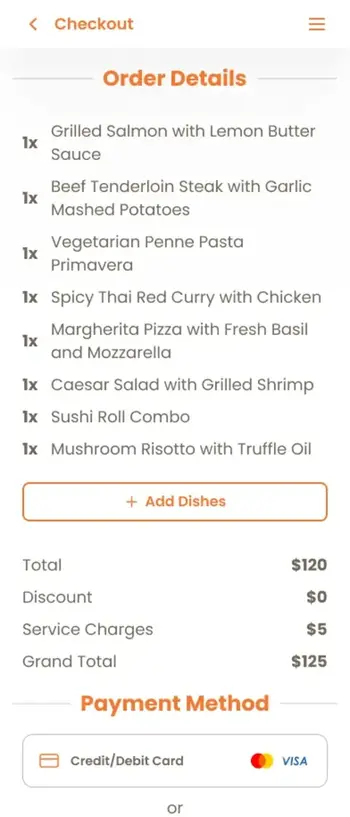 Checkout
Order Details
1x Grilled Salmon with Lemon Butter
Sauce
1x Beef Tenderloin Steak with Garlic
Mashed Potatoes
1x Vegetarian Penne Pasta
Primavera
1x Spicy Thai Red Curry with Chicken
1x Margherita Pizza with Fresh Basil
and Mozzarella
1x Caesar Salad with Grilled Shrimp
1x Sushi Roll Combo
1x Mushroom Risotto with Truffle Oil
+ Add Dishes
Total $120
Discount $0
Service Charges $5
Grand Total $125
Payment Method
Credit/Debit Card VISA
or